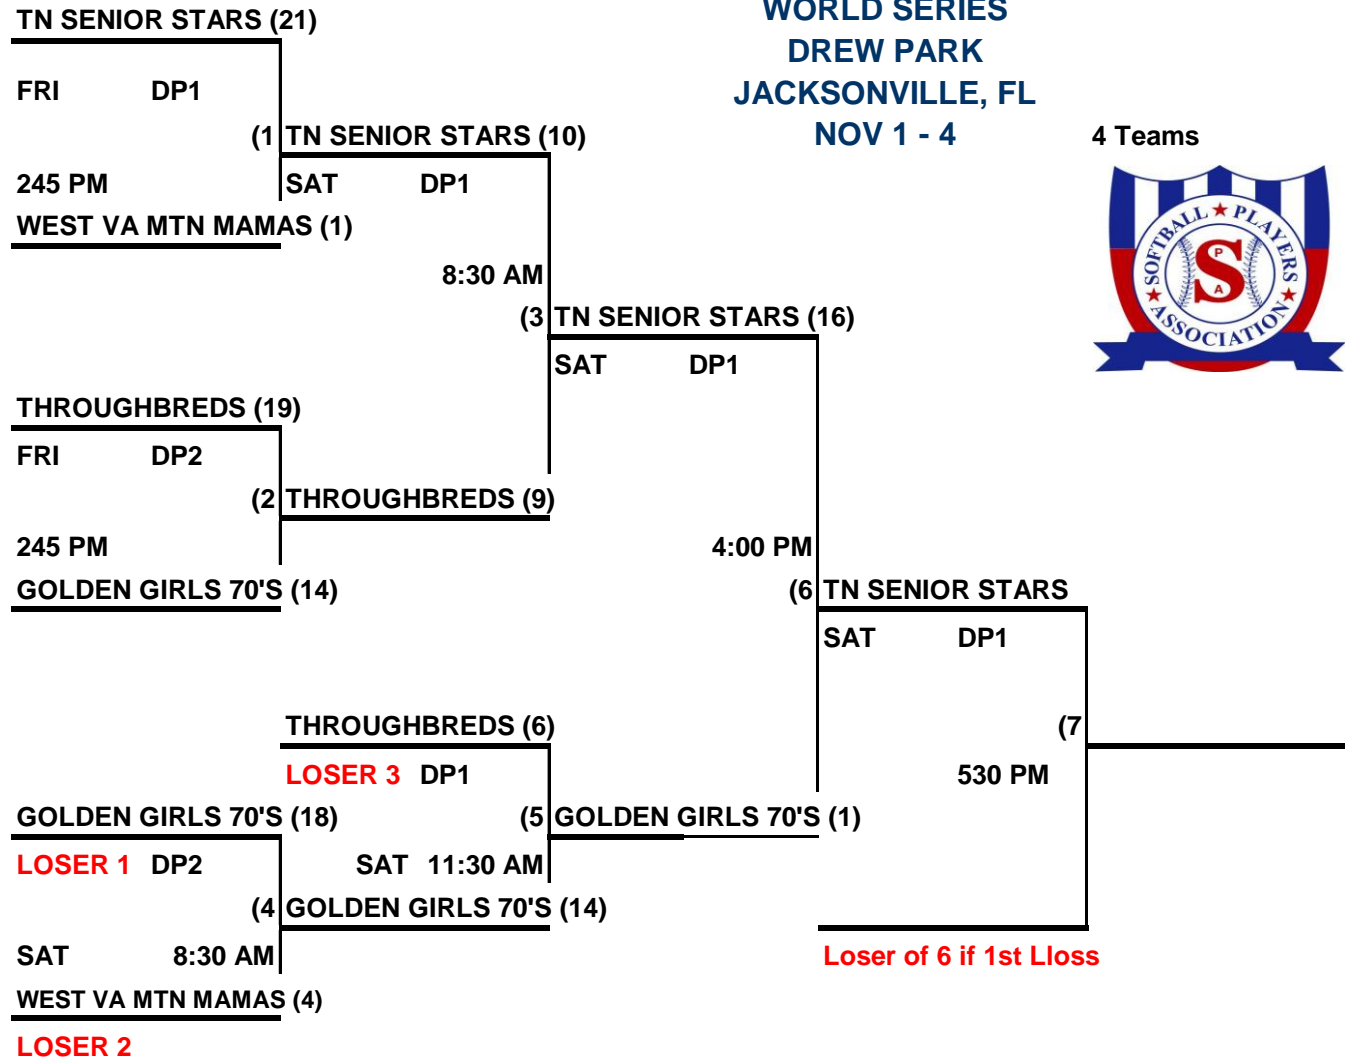 WORLD SERIES
TN SENIOR STARS (21)
DREW PARK
FRI DP1
JACKSONVILLE, FL
(1 TN SENIOR STARS (10)
NOV 1 - 4
4 Teams
245 PM
SAT DP1
WEST VA MTN MAMAS (1)
SOFTBALL ★ PLAYERS
★ ASSOCIATION ★
P
S
A
8:30 AM
(3 TN SENIOR STARS (16)
SAT DP1
THROUGHBREDS (19)
FRI DP2
(2 THROUGHBREDS (9)
245 PM
4:00 PM
GOLDEN GIRLS 70'S (14)
(6 TN SENIOR STARS
SAT DP1
THROUGHBREDS (6)
(7
LOSER 3 DP1
530 PM
GOLDEN GIRLS 70'S (18)
(5 GOLDEN GIRLS 70'S (1)
LOSER 1 DP2
SAT 11:30 AM
(4 GOLDEN GIRLS 70'S (14)
SAT 8:30 AM
Loser of 6 if 1st Lloss
WEST VA MTN MAMAS (4)
LOSER 2